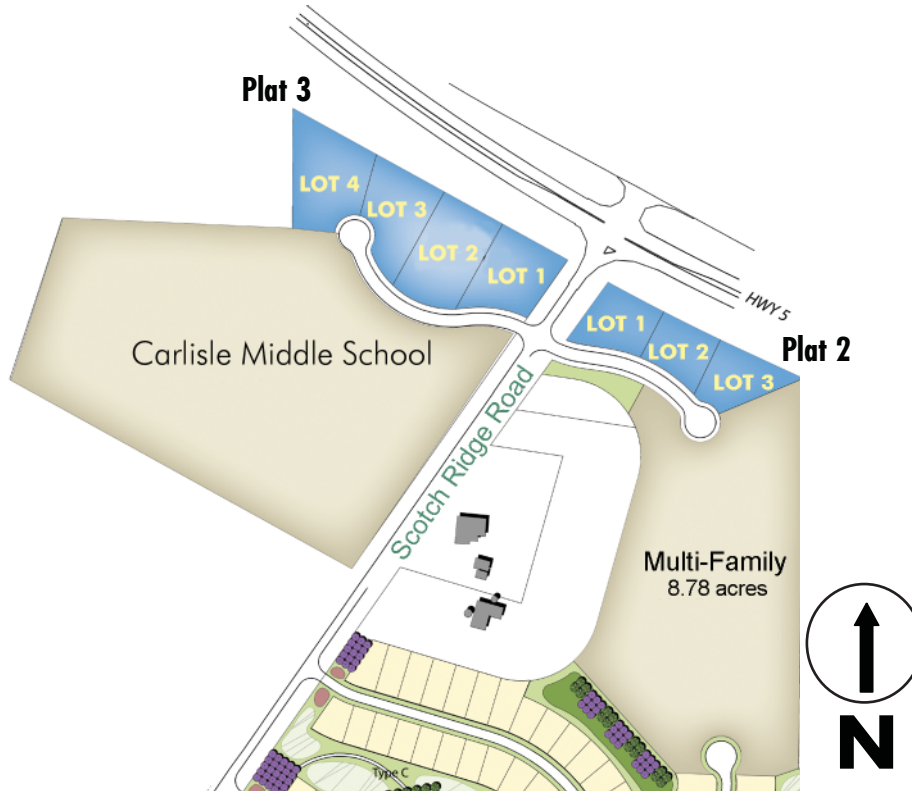 Plat 3
LOT 4
LOT 3
LOT 2
LOT 1
HWY 5
LOT 1
LOT 2
LOT 3
Plat 2
Carlisle Middle School
Scotch Ridge Road
Multi-Family
8.78 acres
N
Type C